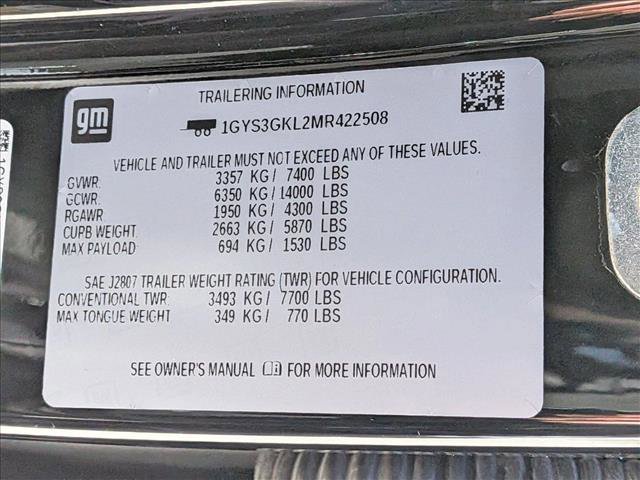 gm
TRAILERING INFORMATION
1GYS3GKL2MR422508
VEHICLE AND TRAILER MUST NOT EXCEED ANY OF THESE VALUES.
GVWR: 3357 KG/ 7400 LBS
GCWR: 6350 KG/ 14000 LBS
RGAWR 1950 KG/ 4300 LBS
CURB WEIGHT: 2663 KG/ 5870 LBS
MAX PAYLOAD: 694 KG/ 1530 LBS
SAE J2807 TRAILER WEIGHT RATING (TWR) FOR VEHICLE CONFIGURATION.
CONVENTIONAL TWR: 3493 KG/ 7700 LBS
MAX TONGUE WEIGHT 349 KG/ 770 LBS
SEE OWNER'S MANUAL FOR MORE INFORMATION